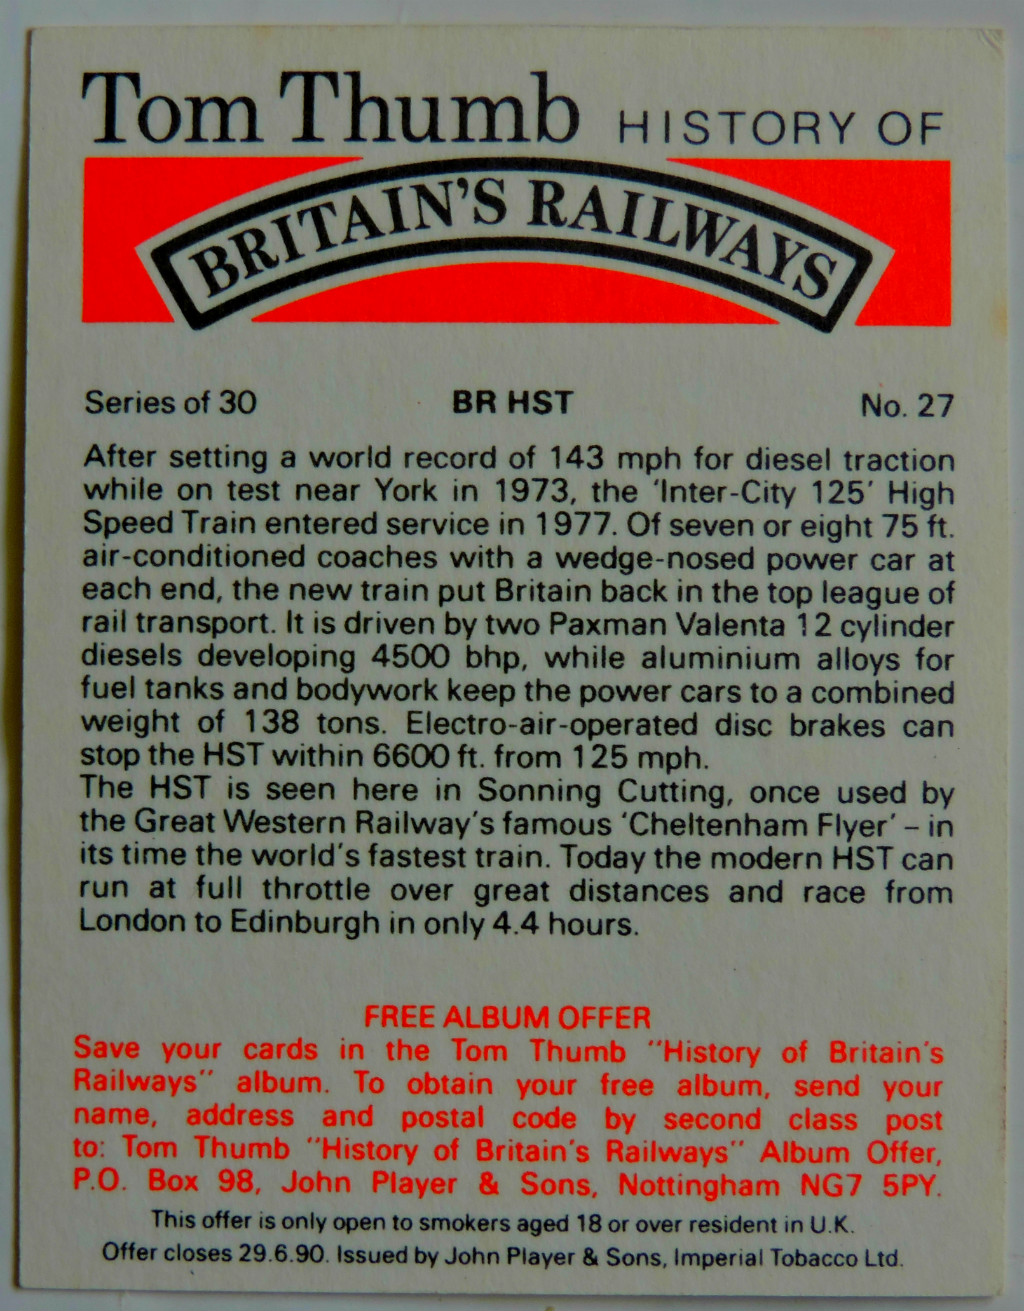 Tom Thumb HISTORY OF
BRITAIN'S RAILWAYS
Series of 30 BR HST No. 27
After setting a world record of 143 mph for diesel traction
while on test near York in 1973, the 'Inter-City 125' High
Speed Train entered service in 1977. Of seven or eight 75 ft.
air-conditioned coaches with a wedge-nosed power car at
each end, the new train put Britain back in the top league of
rail transport. It is driven by two Paxman Valenta 12 cylinder
diesels developing 4500 bhp, while aluminium alloys for
fuel tanks and bodywork keep the power cars to a combined
weight of 138 tons. Electro-air-operated disc brakes can
stop the HST within 6600 ft. from 125 mph.
The HST is seen here in Sonning Cutting, once used by
the Great Western Railway's famous 'Cheltenham Flyer' – in
its time the world's fastest train. Today the modern HST can
run at full throttle over great distances and race from
London to Edinburgh in only 4.4 hours.
FREE ALBUM OFFER
Save your cards in the Tom Thumb "History of Britain's
Railways" album. To obtain your free album, send your
name, address and postal code by second class post
to: Tom Thumb "History of Britain's Railways" Album Offer,
P.O. Box 98, John Player & Sons, Nottingham NG7 5PY.
This offer is only open to smokers aged 18 or over resident in U.K.
Offer closes 29.6.90. Issued by John Player & Sons, Imperial Tobacco Ltd.